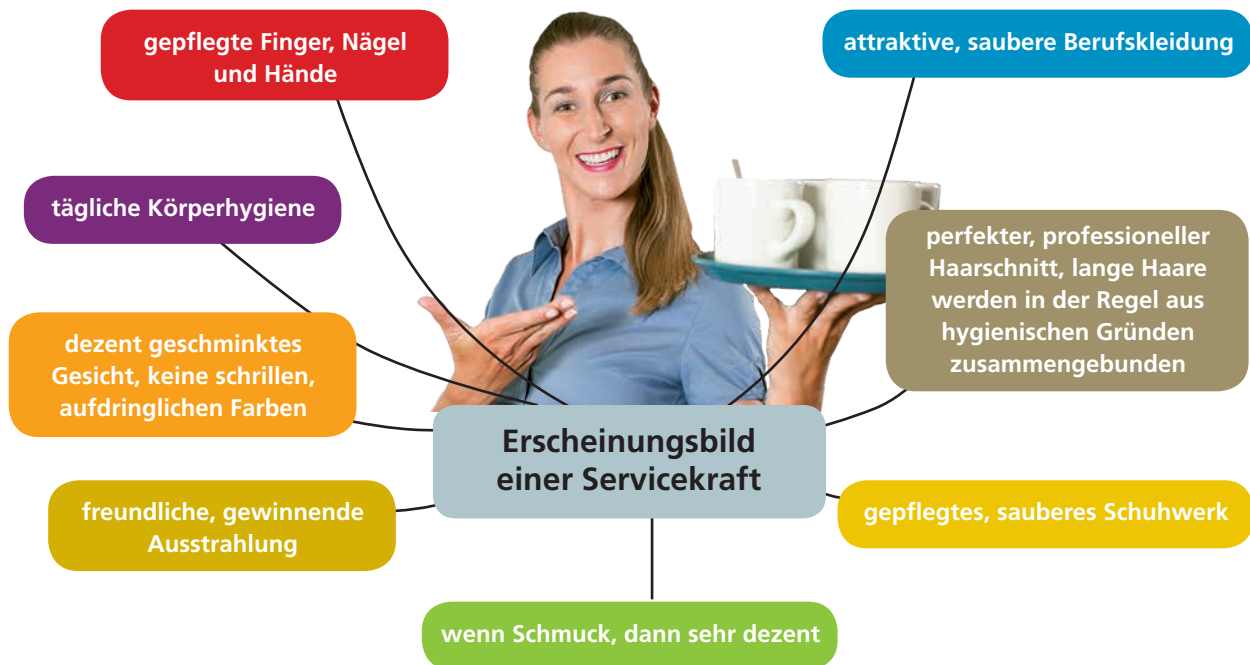 gepflegte Finger, Nägel
und Hände
attraktive, saubere Berufskleidung
tägliche Körperhygiene
perfekter, professioneller
Haarschnitt, lange Haare
werden in der Regel aus
hygienischen Gründen
zusammengebunden
dezent geschminktes
Gesicht, keine schrillen,
aufdringlichen Farben
Erscheinungsbild
einer Servicekraft
freundliche, gewinnende
Ausstrahlung
gepflegtes, sauberes Schuhwerk
wenn Schmuck, dann sehr dezent